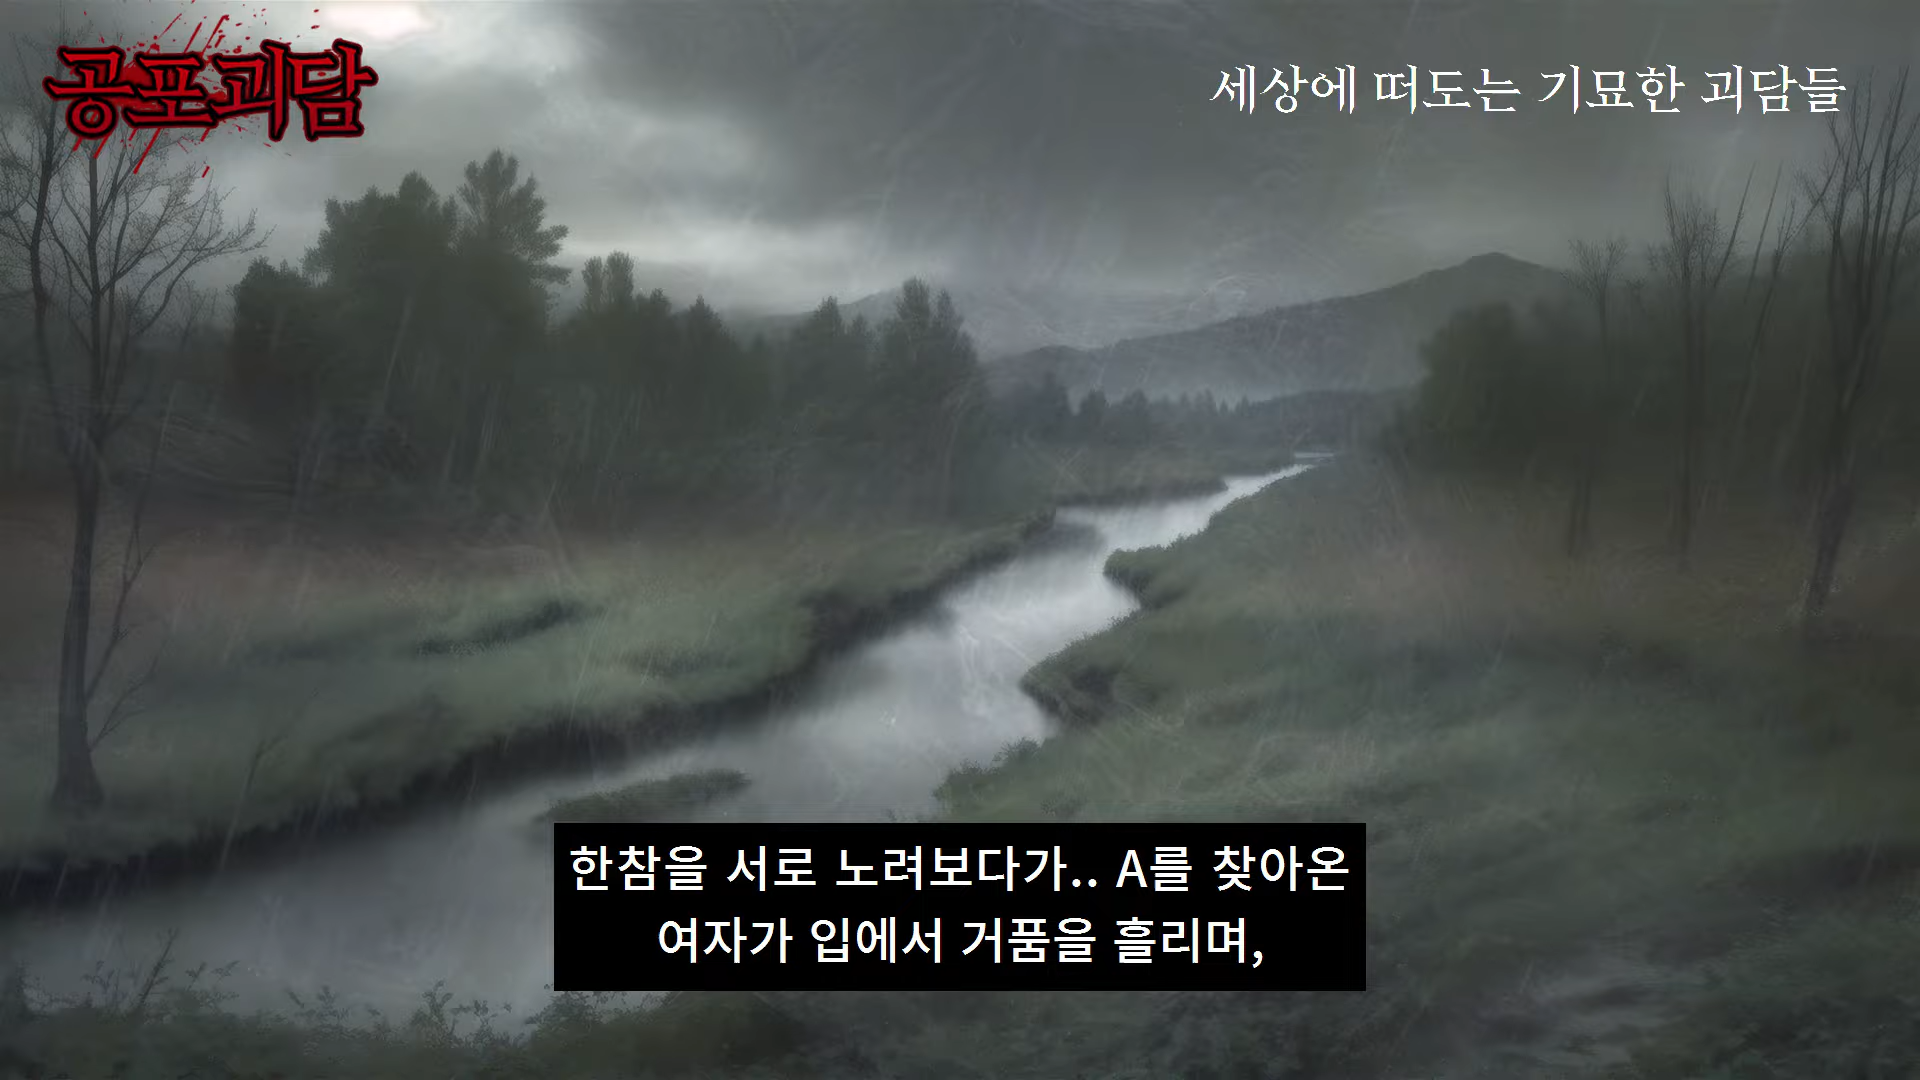 공포괴담
세상에 떠도는 기묘한 괴담들
한참을 서로 노려보다가.. A를 찾아온
여자가 입에서 거품을 흘리며,